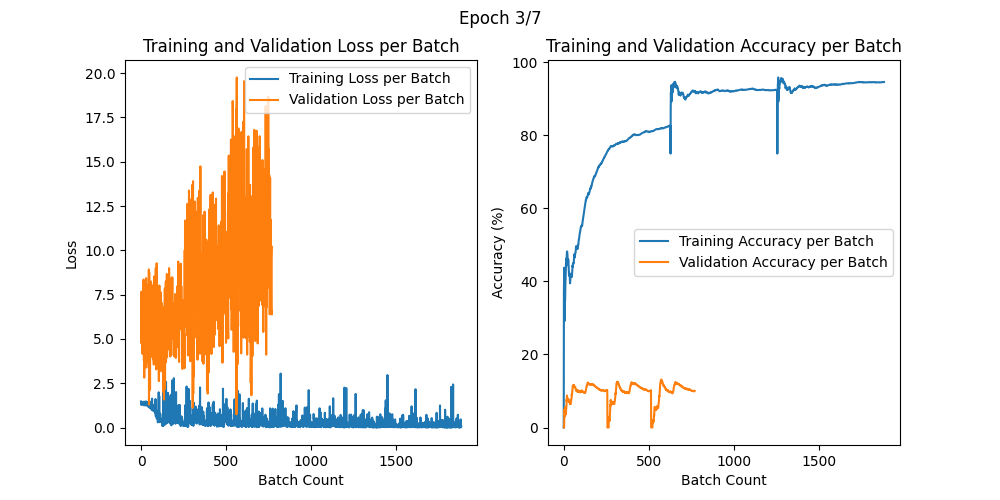 Epoch 3/7
Training and Validation Loss per Batch
Training Loss per Batch
Validation Loss per Batch
20.0
17.5
15.0
12.5
10.0
7.5
5.0
2.5
0.0
Loss
0
500
1000
1500
Batch Count
Training and Validation Accuracy per Batch
100
80
60
40
20
0
Accuracy (%)
Training Accuracy per Batch
Validation Accuracy per Batch
0
500
1000
1500
Batch Count